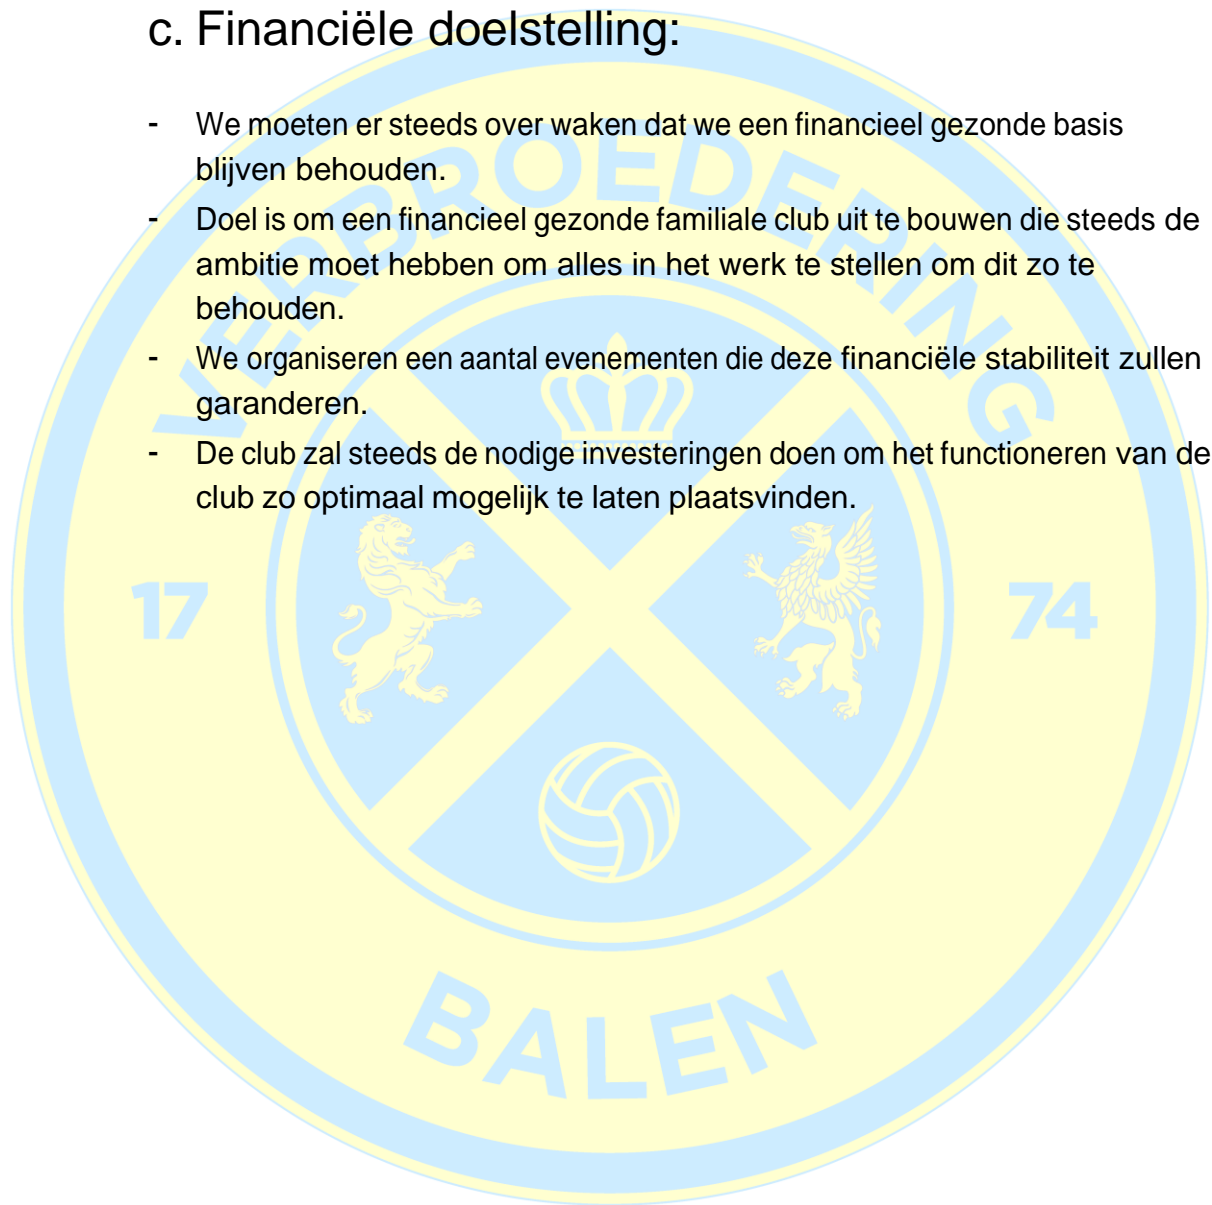 c. Financiële doelstelling:
- We moeten er steeds over waken dat we een financieel gezonde basis
blijven behouden.
- Doel is om een financieel gezonde familiale club uit te bouwen die steeds de
ambitie moet hebben om alles in het werk te stellen om dit zo te
behouden.
- We organiseren een aantal evenementen die deze financiële stabiliteit zullen
garanderen.
- De club zal steeds de nodige investeringen doen om het functioneren van de
club zo optimaal mogelijk te laten plaatsvinden.
VERBROEDERING
17 74
BALEN